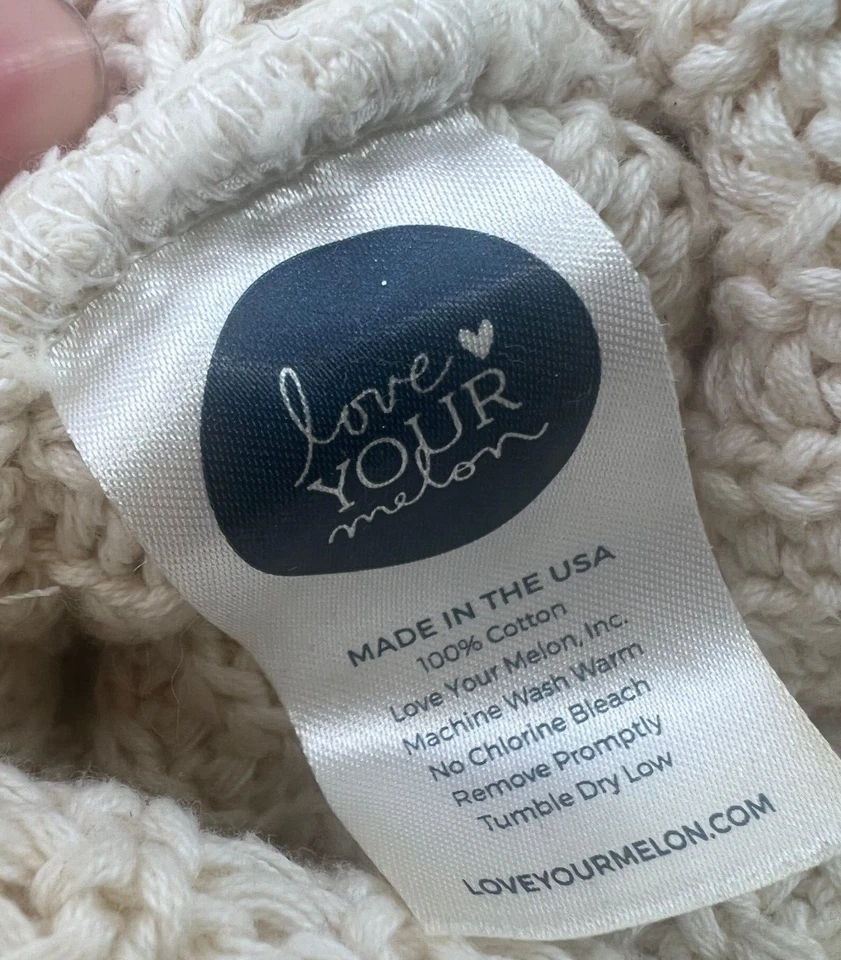 love
YOUR
melon
MADE IN THE USA
100% Cotton
Love Your Melon, Inc.
Machine Wash Warm
No Chlorine Bleach
Remove Promptly
Tumble Dry Low
LOVEYOURMELON.COM